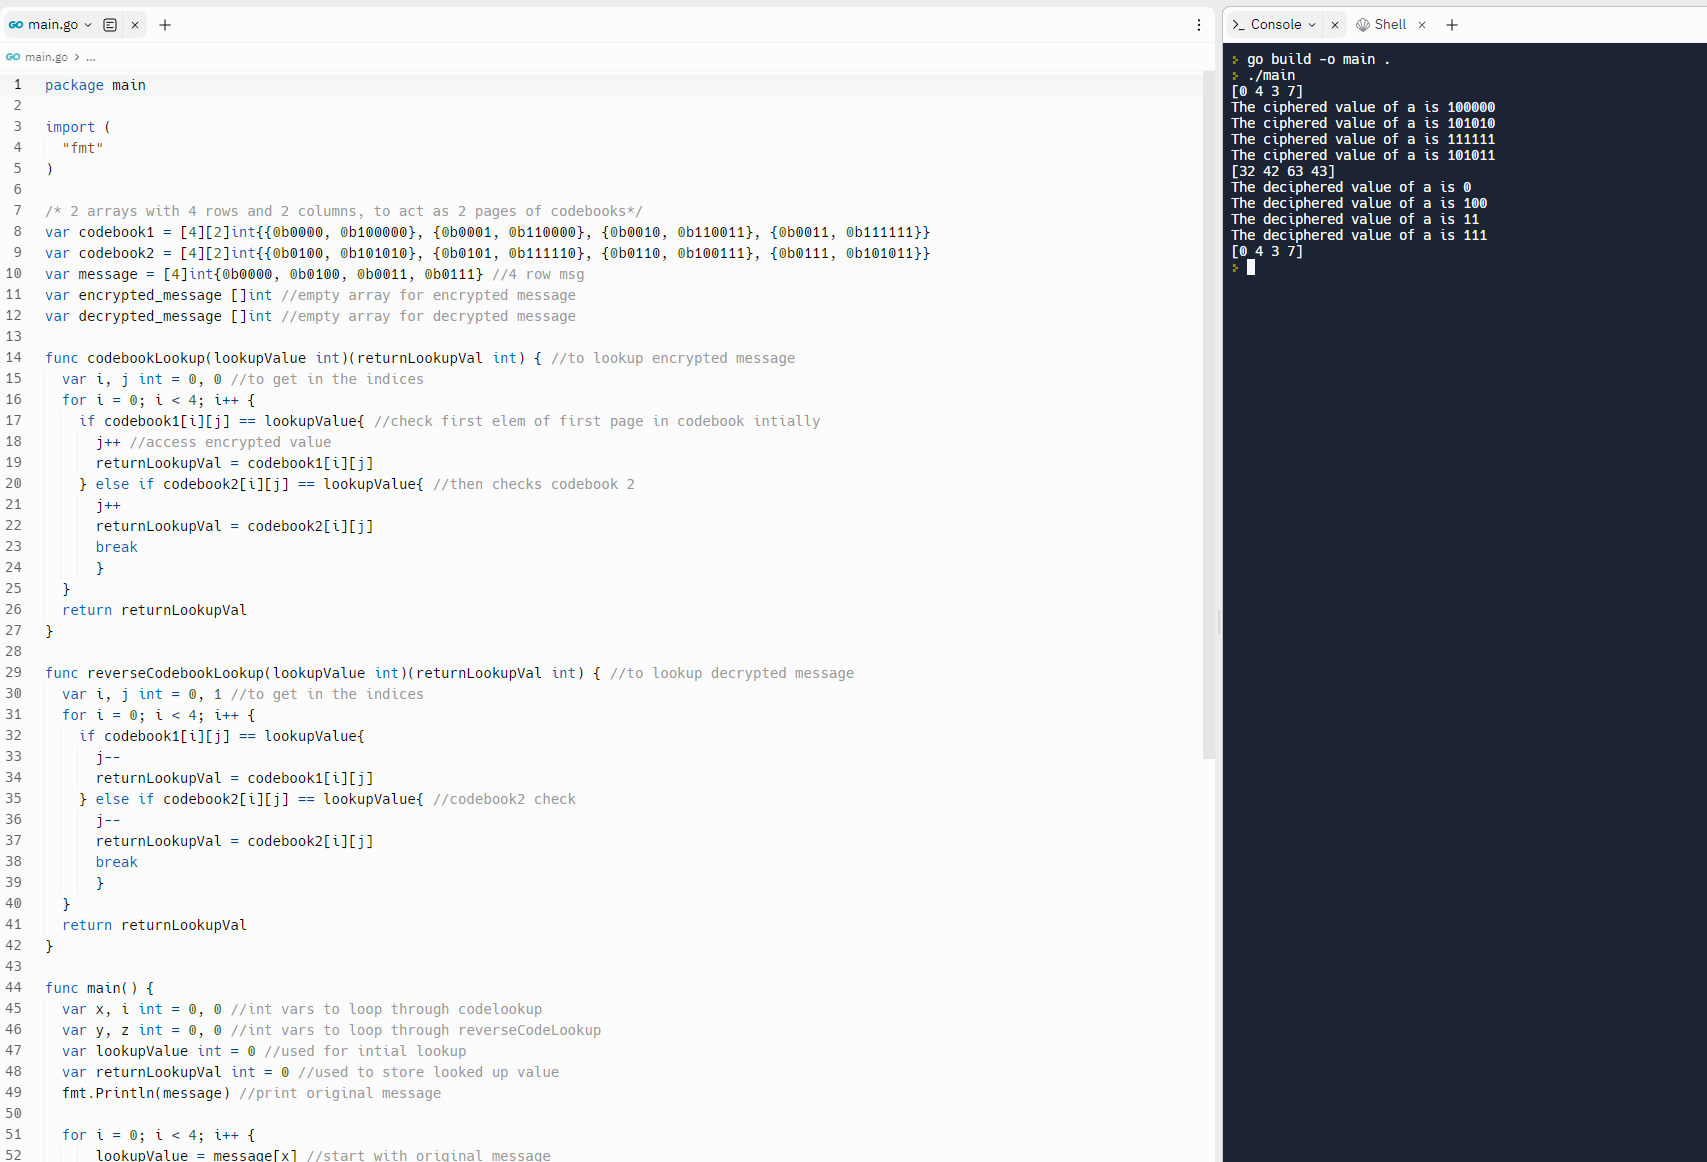 GO main.go
GO main.go > ...
1 package main
2
3 import (
4 "fmt"
5 )
6
7 /* 2 arrays with 4 rows and 2 columns, to act as 2 pages of codebooks*/
8 var codebook1 = [4][2]int{{0b0000, 0b100000}, {0b0001, 0b110000}, {0b0010, 0b110011}, {0b0011, 0b111111}}
9 var codebook2 = [4][2]int{{0b0100, 0b101010}, {0b0101, 0b111110}, {0b0110, 0b100111}, {0b0111, 0b101011}}
10 var message = [4]int{0b0000, 0b0100, 0b0011, 0b0111} //4 row msg
11 var encrypted_message []int //empty array for encrypted message
12 var decrypted_message []int //empty array for decrypted message
13
14 func codebookLookup(lookupValue int)(returnLookupVal int) { //to lookup encrypted message
15 var i, j int = 0, 0 //to get in the indices
16 for i = 0; i < 4; i++ {
17 if codebook1[i][j] == lookupValue{ //check first elem of first page in codebook intially
18 j++ //access encrypted value
19 returnLookupVal = codebook1[i][j]
20 } else if codebook2[i][j] == lookupValue{ //then checks codebook 2
21 j++
22 returnLookupVal = codebook2[i][j]
23 break
24 }
25 }
26 return returnLookupVal
27 }
28
29 func reverseCodebookLookup(lookupValue int)(returnLookupVal int) { //to lookup decrypted message
30 var i, j int = 0, 1 //to get in the indices
31 for i = 0; i < 4; i++ {
32 if codebook1[i][j] == lookupValue{
33 j--
34 returnLookupVal = codebook1[i][j]
35 } else if codebook2[i][j] == lookupValue{ //codebook2 check
36 j--
37 returnLookupVal = codebook2[i][j]
38 break
39 }
40 }
41 return returnLookupVal
42 }
43
44 func main() {
45 var x, i int = 0, 0 //int vars to loop through codelookup
46 var y, z int = 0, 0 //int vars to loop through reverseCodeLookup
47 var lookupValue int = 0 //used for intial lookup
48 var returnLookupVal int = 0 //used to store looked up value
49 fmt.Println(message) //print original message
50
51 for i = 0; i < 4; i++ {
52 lookupValue = message[x] //start with original message
>_ Console
Shell
go build -o main .
./main
[0 4 3 7]
The ciphered value of a is 100000
The ciphered value of a is 101010
The ciphered value of a is 111111
The ciphered value of a is 101011
[32 42 63 43]
The deciphered value of a is 0
The deciphered value of a is 100
The deciphered value of a is 11
The deciphered value of a is 111
[0 4 3 7]